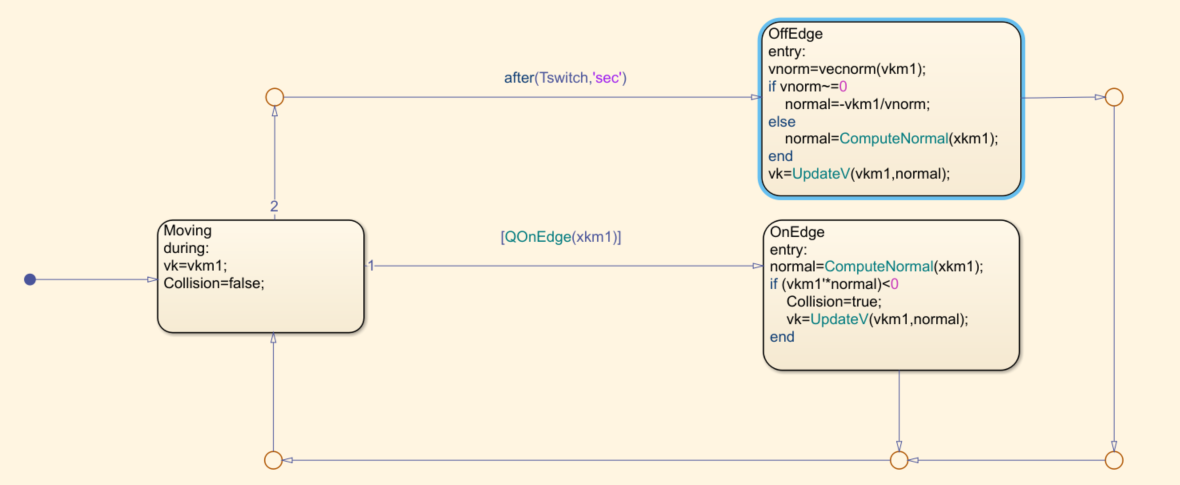 after(Tswitch,'sec')
OffEdge
entry:
vnorm=vecnorm(vkm1);
if vnorm~=0
normal=-vkm1/vnorm;
else
normal=ComputeNormal(xkm1);
end
vk=UpdateV(vkm1,normal);
2
Moving
during:
vk=vkm1;
Collision=false;
1
[QOnEdge(xkm1)]
OnEdge
entry:
normal=ComputeNormal(xkm1);
if (vkm1'*normal)<0
Collision=true;
vk=UpdateV(vkm1,normal);
end